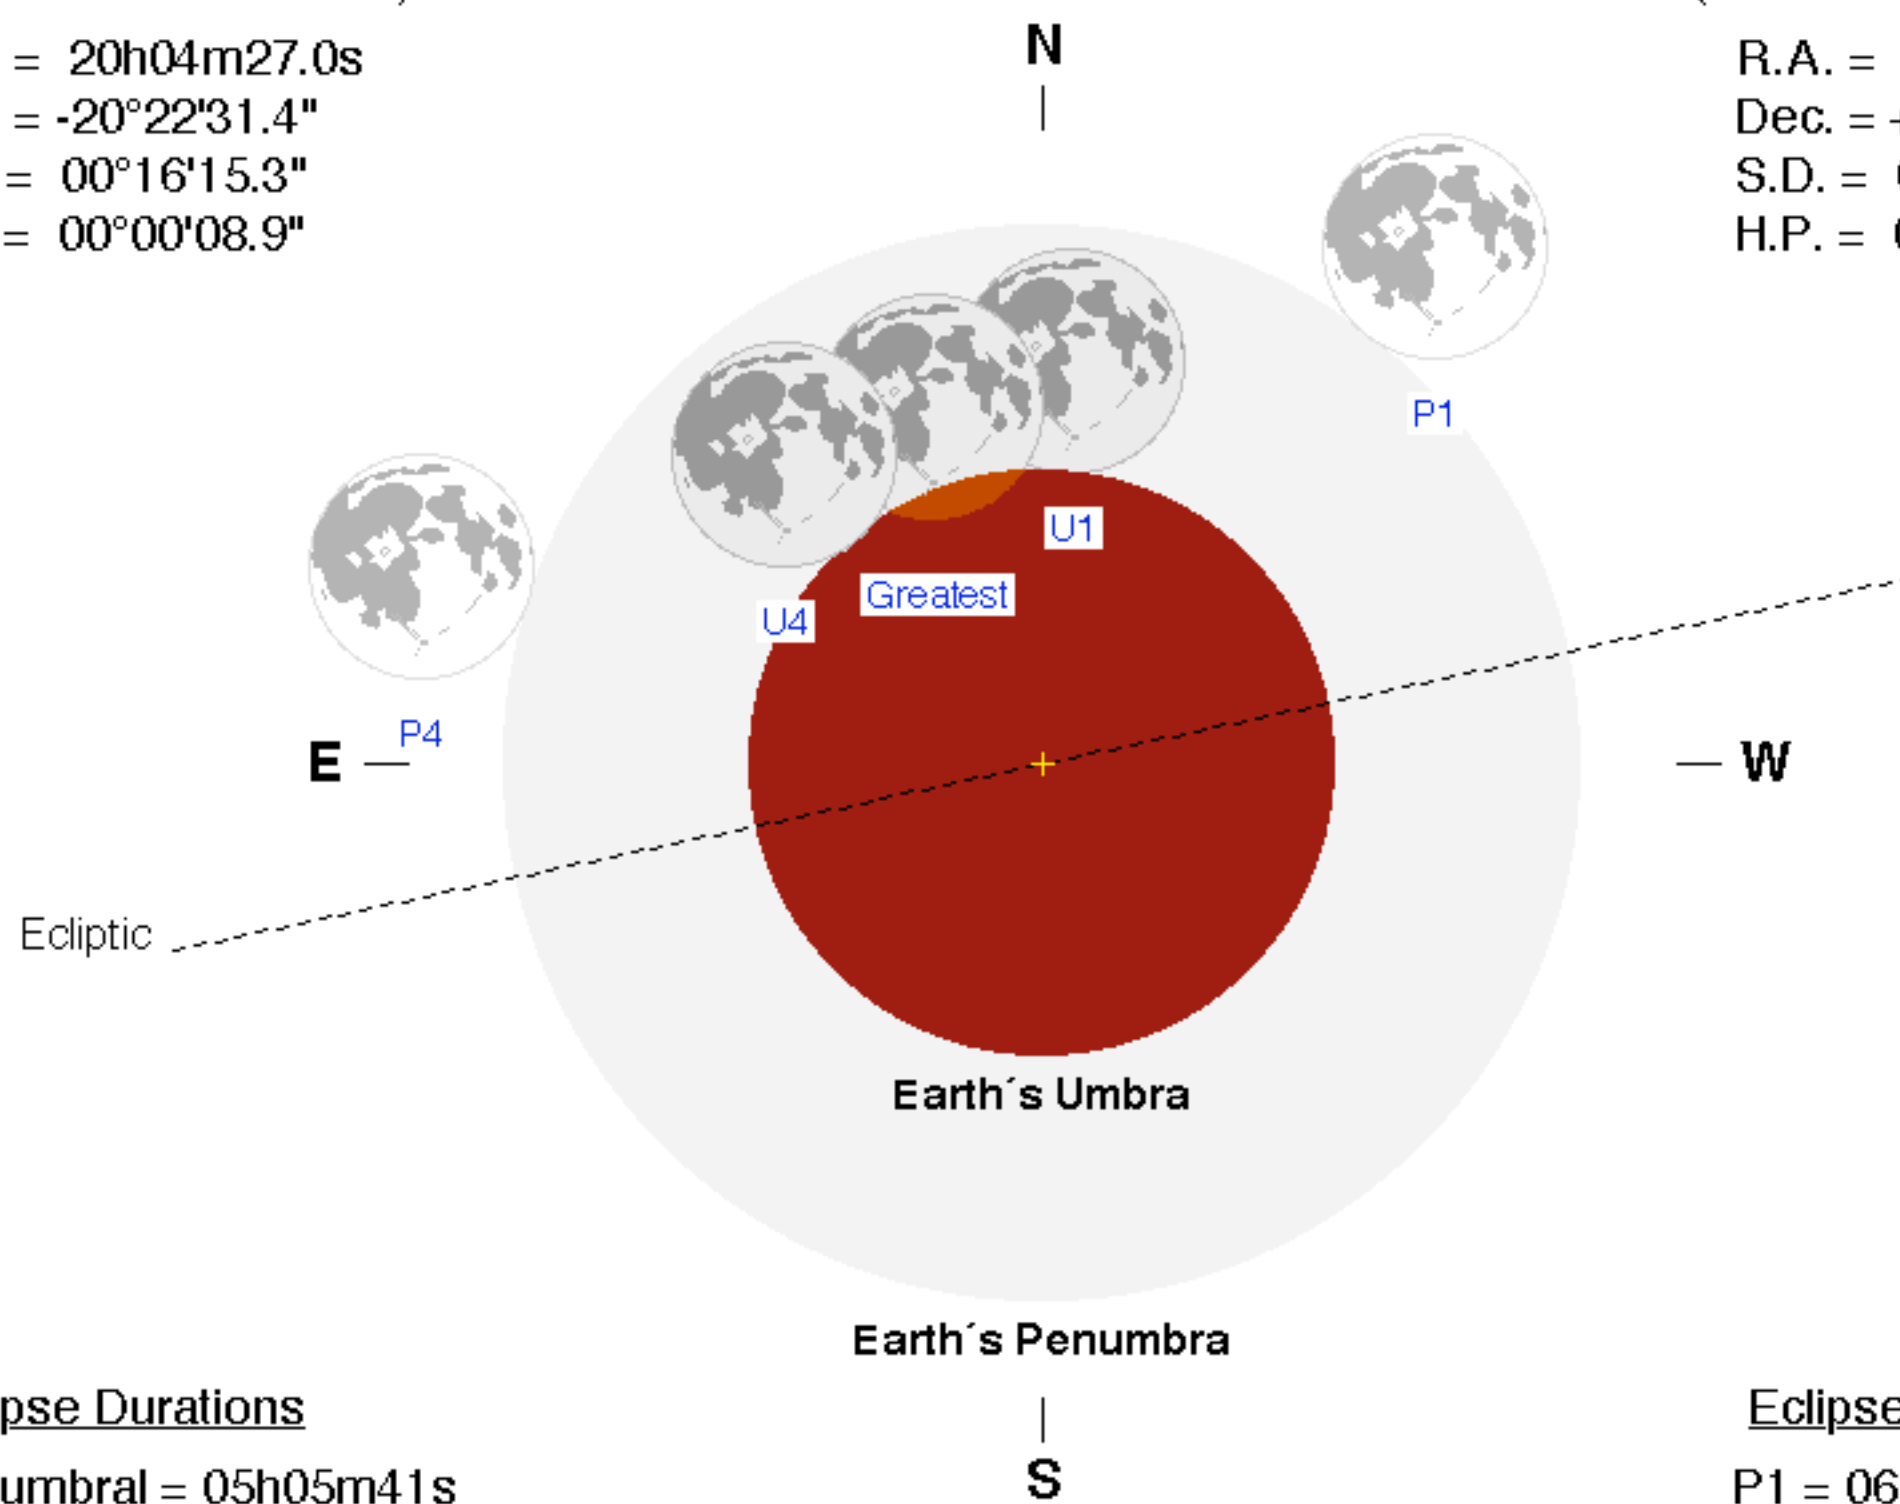 = 20h04m27.0s
= -20°22'31.4"
= 00°16'15.3"
= 00°00'08.9"
N
R.A. =
Dec. =
S.D. =
H.P. =
P1
U1
Greatest
U4
P4
E
W
Ecliptic
Earth´s Umbra
Earth´s Penumbra
pse Durations
umbral = 05h05m41s
S
Eclipse
P1 = 06